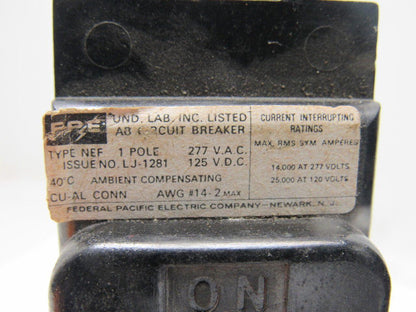 FPE
UND. LAB. INC. LISTED
AB CIRCUIT BREAKER
TYPE NEF 1 POLE 277 V.A.C.
ISSUE NO. LJ-1281 125 V.D.C.
40°C AMBIENT COMPENSATING
CU-AL CONN AWG #14-2 MAX
CURRENT INTERRUPTING
RATINGS
MAX. RMS SYM. AMPERES
14,000 AT 277 VOLTS
25,000 AT 120 VOLTS
FEDERAL PACIFIC ELECTRIC COMPANY-NEWARK, N. J.
ON